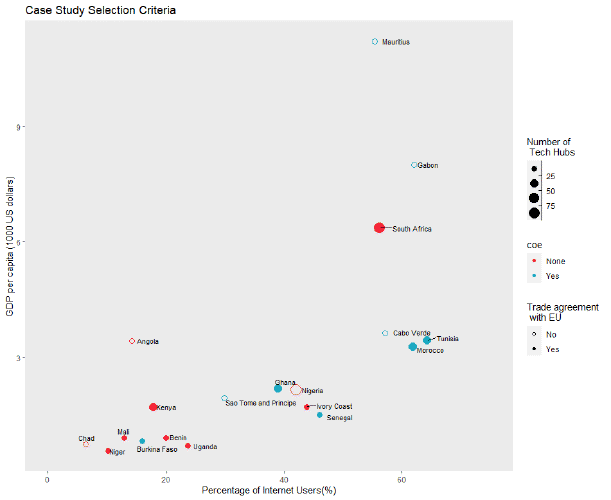 Case Study Selection Criteria
Mauritius
9
Gabon
Number of
Tech Hubs
25
50
75
South Africa
6
GDP per capita (1000 US dollars)
coe
None
Yes
Trade agreement
with EU
No
Yes
Cabo Verde
Tunisia
Morocco
Angola
3
Ghana
Nigeria
Sao Tome and Principe
Ivory Coast
Kenya
Senegal
Mali
Chad
Benin
Burkina Faso
Uganda
Niger
0
20
40
60
Percentage of Internet Users(%)